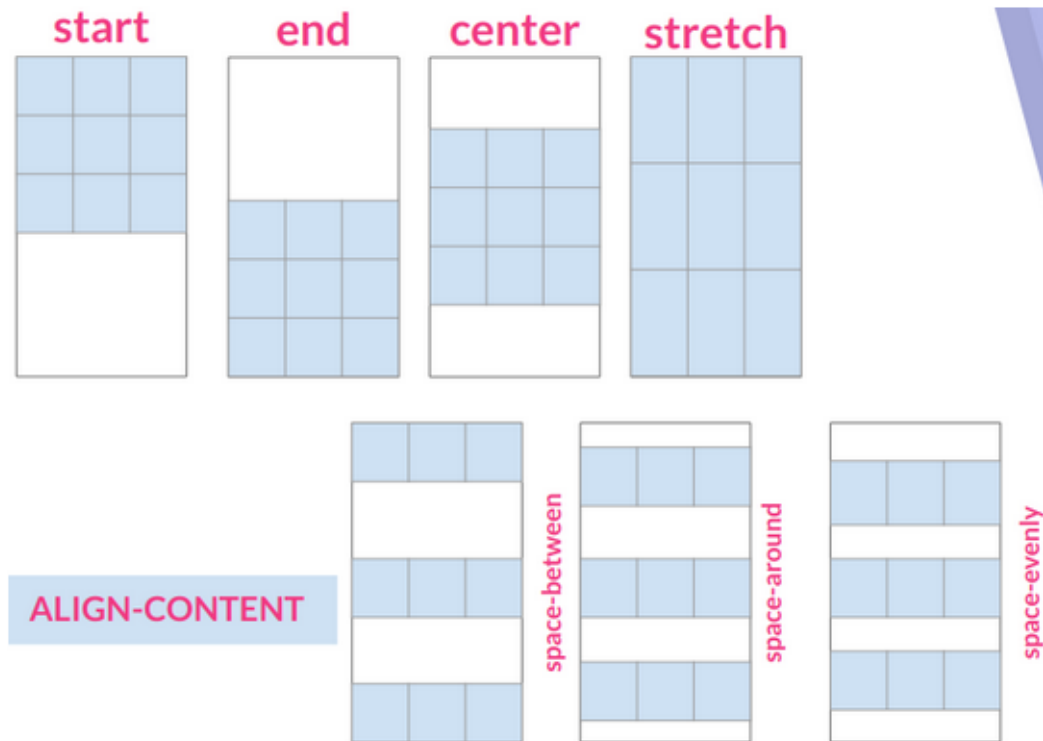 start
end
center
stretch
ALIGN-CONTENT
space-between
space-around
space-evenly